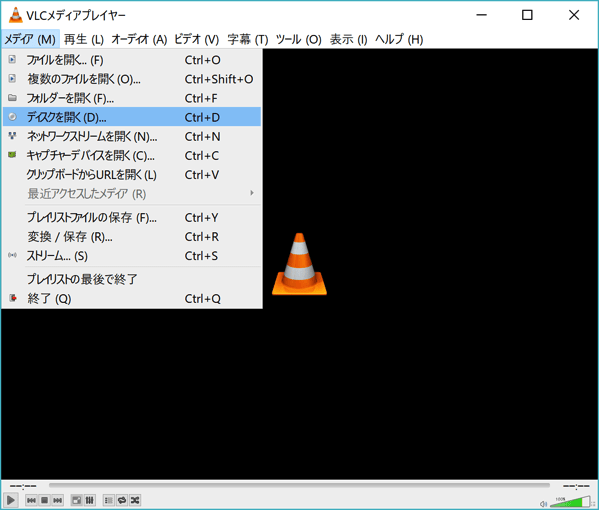 VLCメディアプレイヤー
メディア (M) 再生 (L) オーディオ (A) ビデオ (V) 字幕 (T) ツール (O) 表示 (I) ヘルプ (H)
ファイルを開く... (F) Ctrl+O
複数のファイルを開く(O)... Ctrl+Shift+O
フォルダーを開く(F)... Ctrl+F
ディスクを開く(D)... Ctrl+D
ネットワークストリームを開く(N)... Ctrl+N
キャプチャーデバイスを開く(C)... Ctrl+C
クリップボードからURLを開く(L) Ctrl+V
最近アクセスしたメディア (R)
プレイリストファイルの保存 (F)... Ctrl+Y
変換 / 保存 (R)... Ctrl+R
ストリーム... (S) Ctrl+S
プレイリストの最後で終了
終了 (Q) Ctrl+Q
--:-- --:--
100%